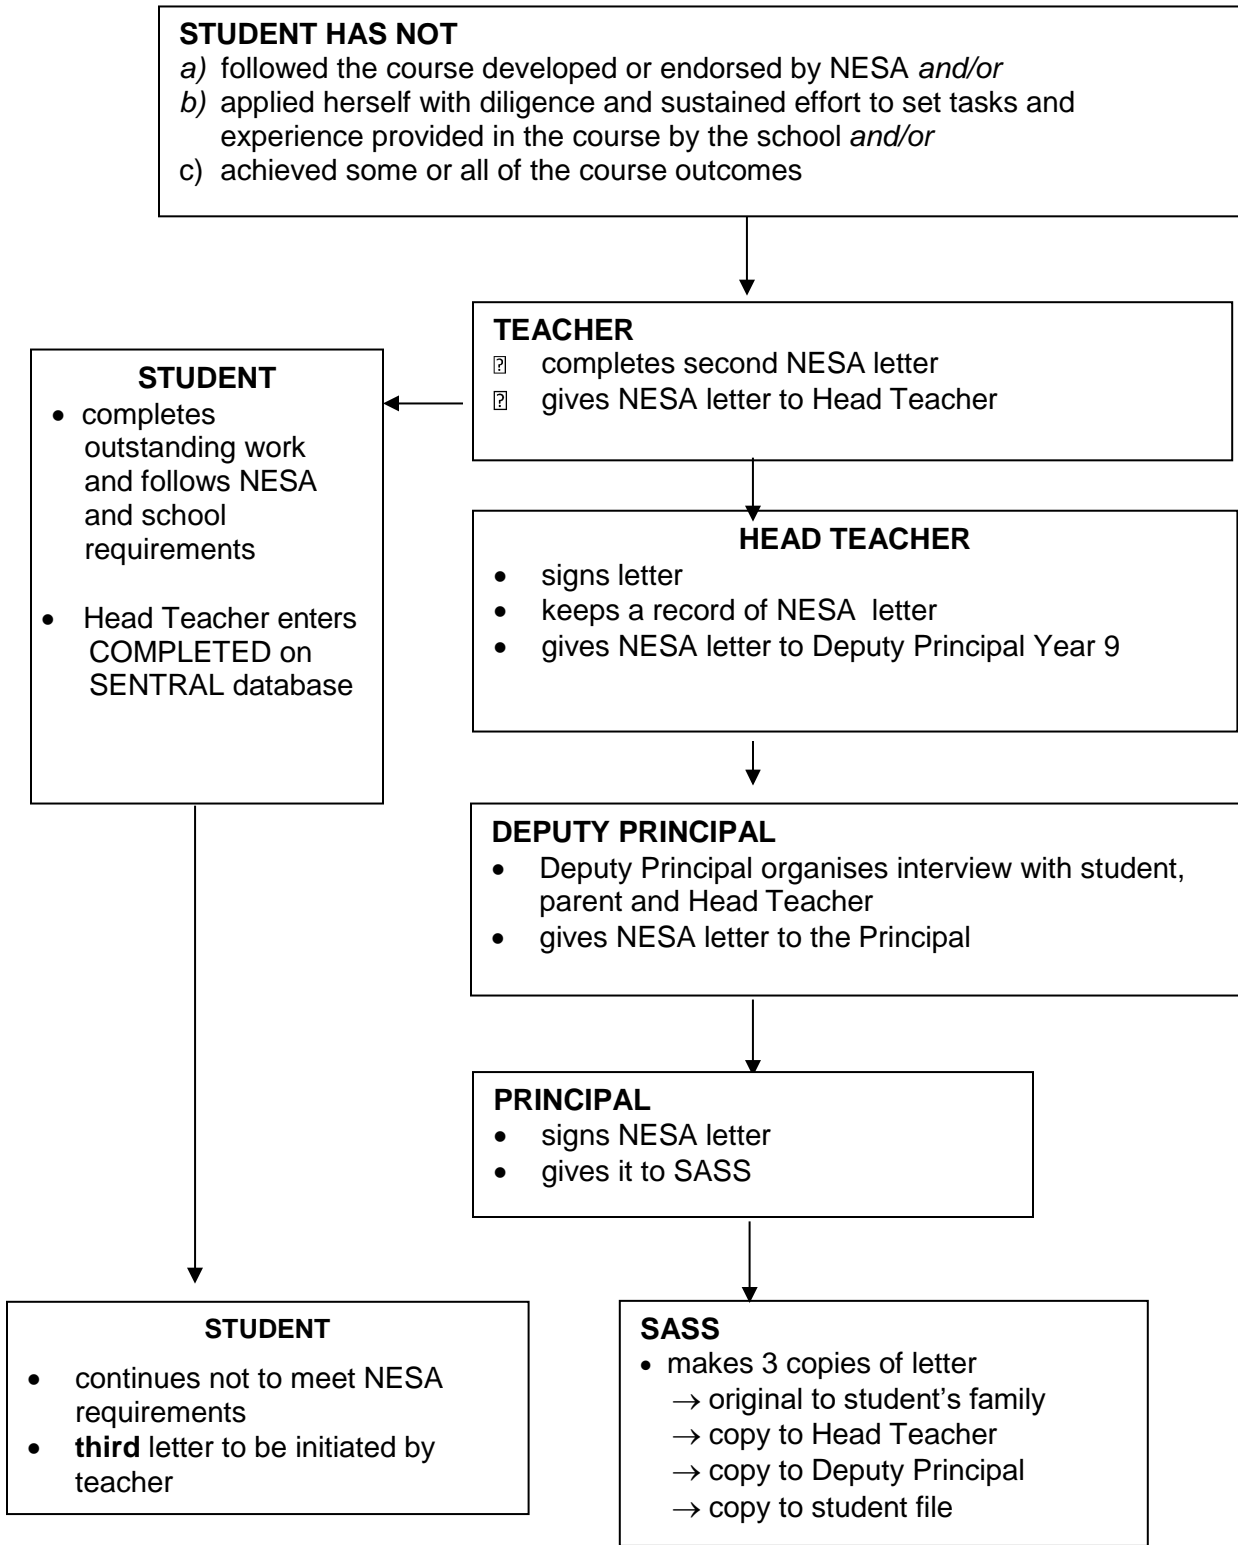 STUDENT HAS NOT
a) followed the course developed or endorsed by NESA and/or
b) applied herself with diligence and sustained effort to set tasks and
experience provided in the course by the school and/or
c) achieved some or all of the course outcomes
TEACHER
completes second NESA letter
gives NESA letter to Head Teacher
STUDENT
• completes
outstanding work
and follows NESA
and school
requirements
• Head Teacher enters
COMPLETED on
SENTRAL database
HEAD TEACHER
• signs letter
• keeps a record of NESA letter
• gives NESA letter to Deputy Principal Year 9
DEPUTY PRINCIPAL
• Deputy Principal organises interview with student,
parent and Head Teacher
• gives NESA letter to the Principal
PRINCIPAL
• signs NESA letter
• gives it to SASS
STUDENT
• continues not to meet NESA
requirements
• third letter to be initiated by
teacher
SASS
• makes 3 copies of letter
→ original to student’s family
→ copy to Head Teacher
→ copy to Deputy Principal
→ copy to student file